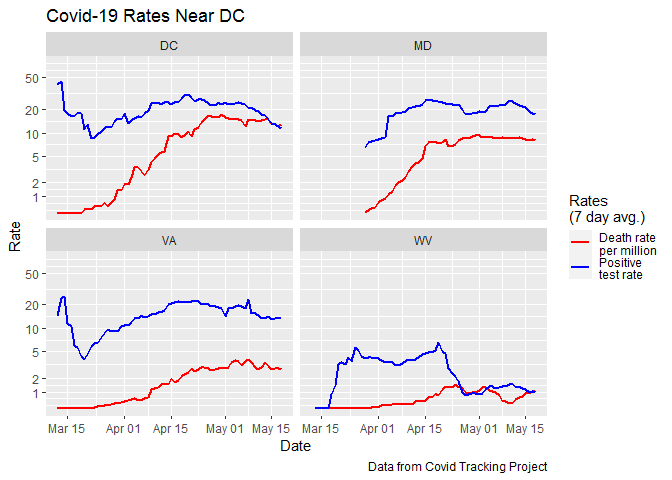 Covid-19 Rates Near DC
DC
MD
50
20
10
5
2
1
Rate
VA
WV
50
20
10
5
2
1
Mar 15
Apr 01
Apr 15
May 01
May 15
Mar 15
Apr 01
Apr 15
May 01
May 15
Date
Rates
(7 day avg.)
Death rate
per million
Positive
test rate
Data from Covid Tracking Project